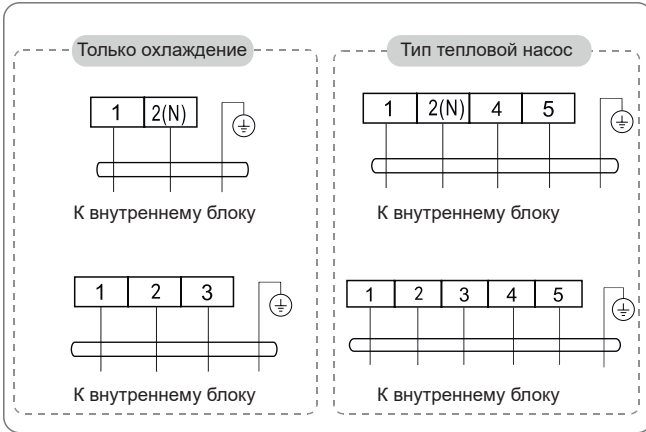 Только охлаждение
1 2(N)
К внутреннему блоку
1 2 3
К внутреннему блоку
Тип тепловой насос
1 2(N) 4 5
К внутреннему блоку
1 2 3 4 5
К внутреннему блоку